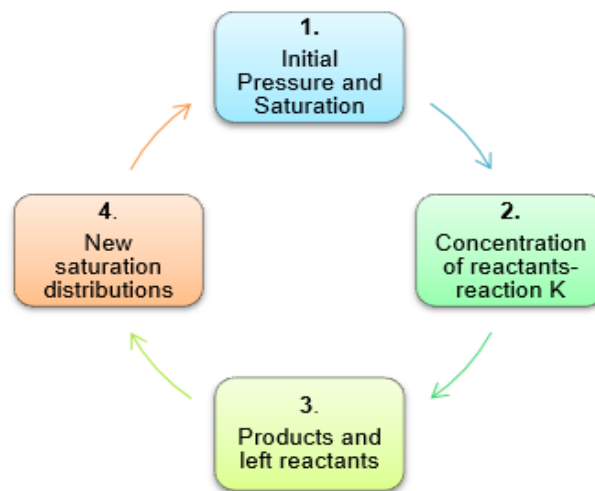 1.
Initial
Pressure and
Saturation
2.
Concentration
of reactants-
reaction K
3.
Products and
left reactants
4.
New
saturation
distributions